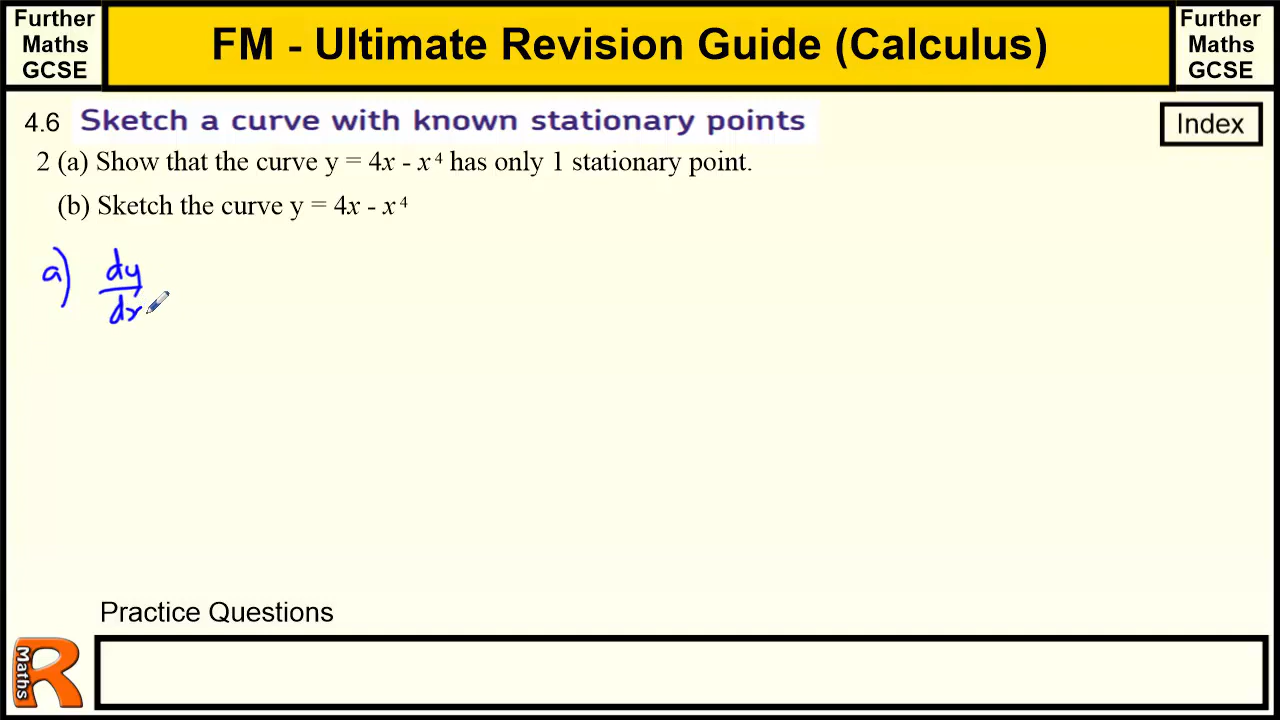 Further
Maths
GCSE
FM - Ultimate Revision Guide (Calculus)
Further
Maths
GCSE
4.6 Sketch a curve with known stationary points
Index
2 (a) Show that the curve y = 4x - x⁴ has only 1 stationary point.
(b) Sketch the curve y = 4x - x⁴
a) dy
dx
Practice Questions
R
Maths